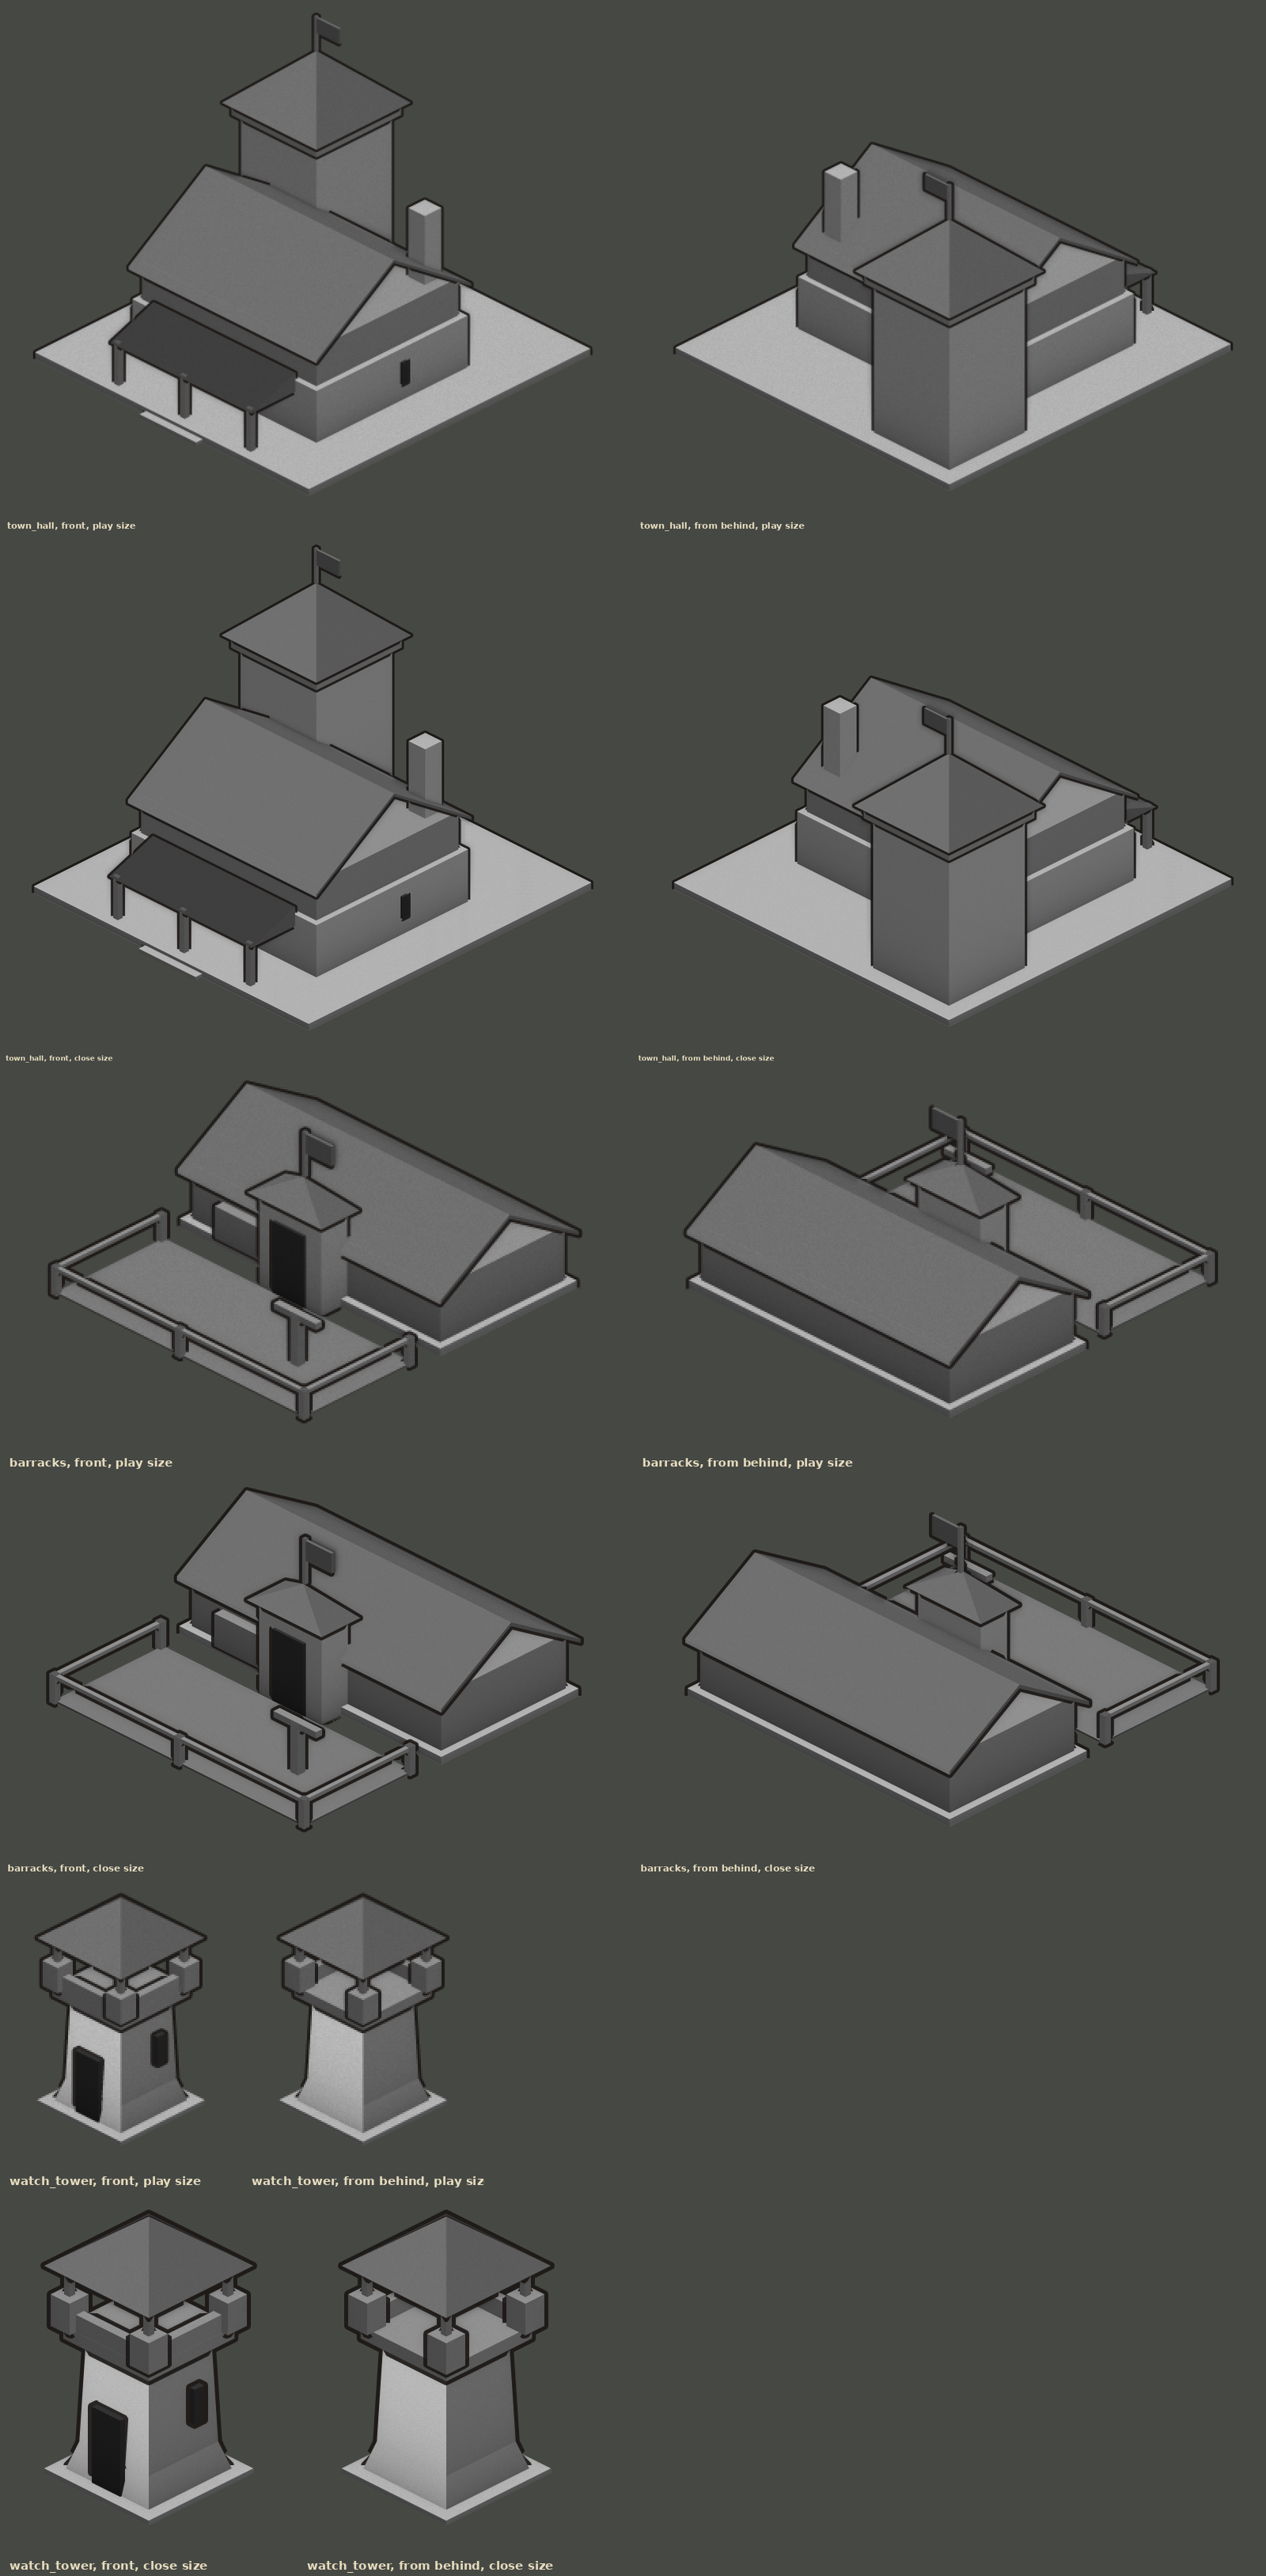 town_hall, front, play size
town_hall, from behind, play size
town_hall, front, close size
town_hall, from behind, close size
barracks, front, play size
barracks, from behind, play size
barracks, front, close size
barracks, from behind, close size
watch_tower, front, play size
watch_tower, from behind, play siz
watch_tower, front, close size
watch_tower, from behind, close size